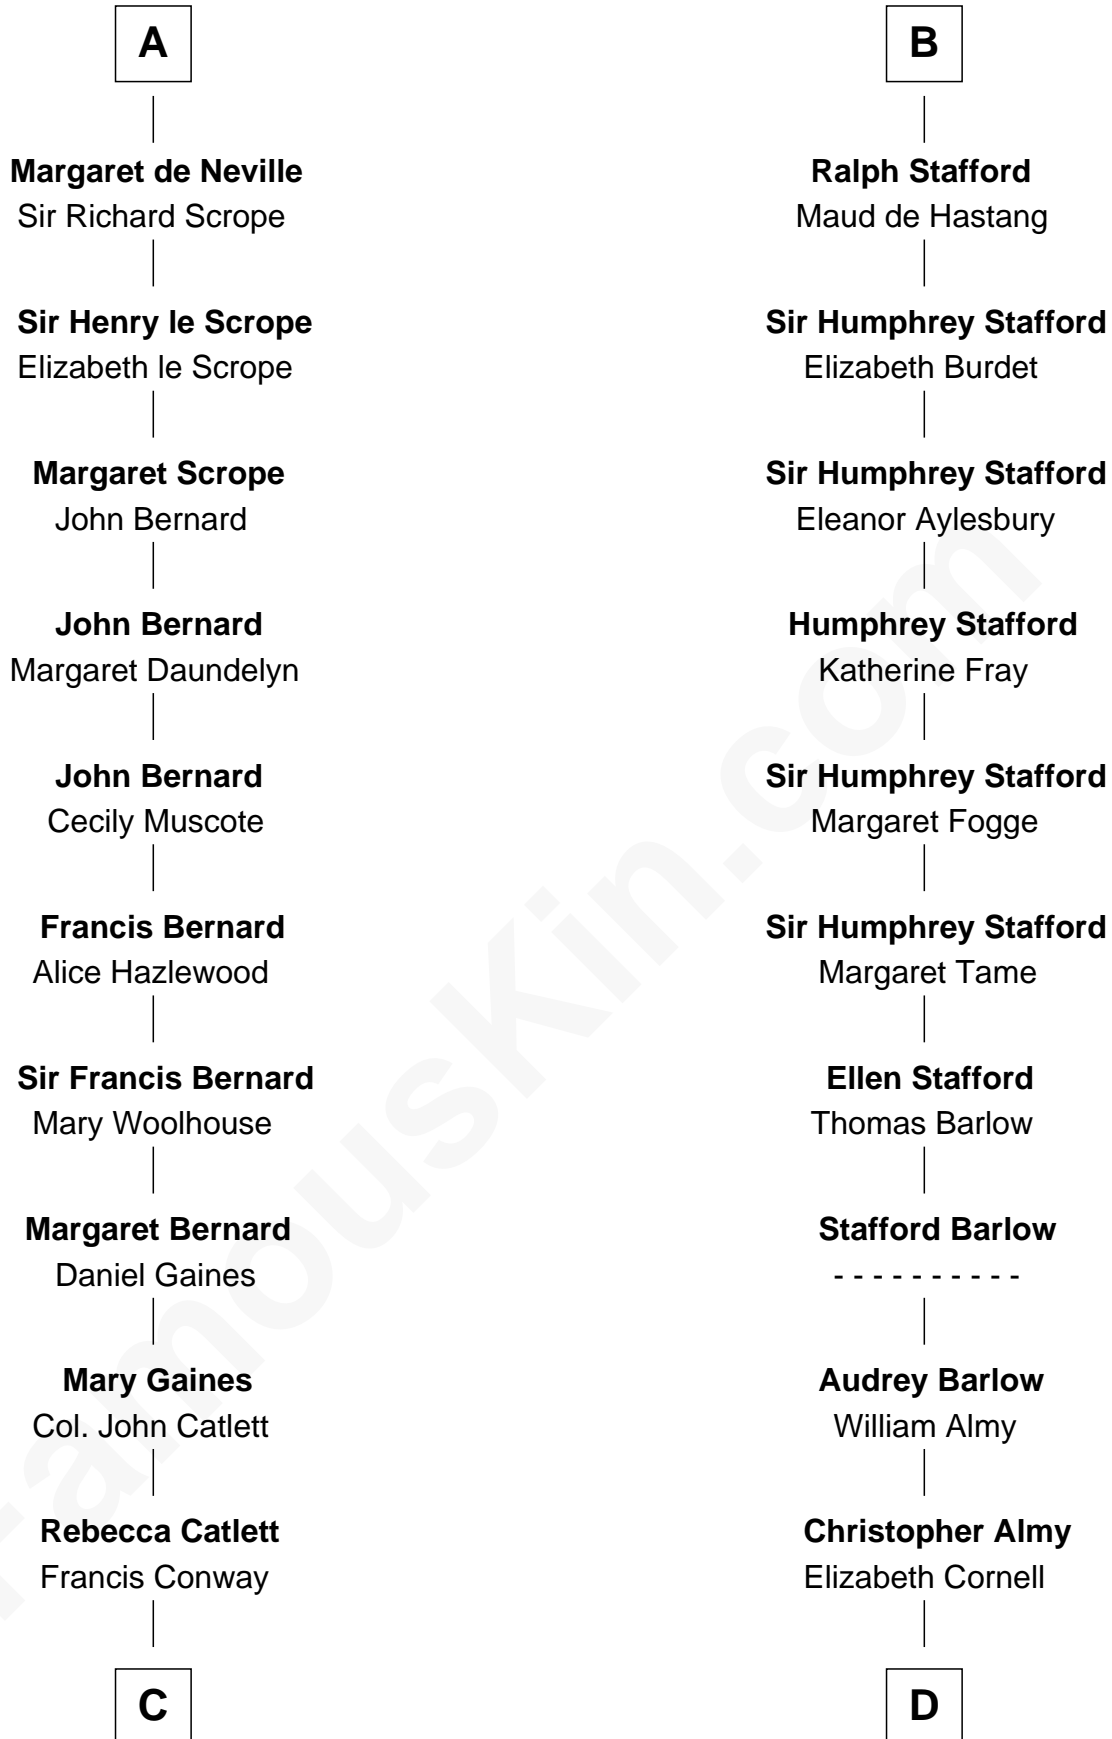 A
Margaret de Neville
Sir Richard Scrope
Sir Henry le Scrope
Elizabeth le Scrope
Margaret Scrope
John Bernard
John Bernard
Margaret Daundelyn
John Bernard
Cecily Muscote
Francis Bernard
Alice Hazlewood
Sir Francis Bernard
Mary Woolhouse
Margaret Bernard
Daniel Gaines
Mary Gaines
Col. John Catlett
Rebecca Catlett
Francis Conway
C
B
Ralph Stafford
Maud de Hastang
Sir Humphrey Stafford
Elizabeth Burdet
Sir Humphrey Stafford
Eleanor Aylesbury
Humphrey Stafford
Katherine Fray
Sir Humphrey Stafford
Margaret Fogge
Sir Humphrey Stafford
Margaret Tame
Ellen Stafford
Thomas Barlow
Stafford Barlow
- - - - - - - - - -
Audrey Barlow
William Almy
Christopher Almy
Elizabeth Cornell
D
FamousKin.com